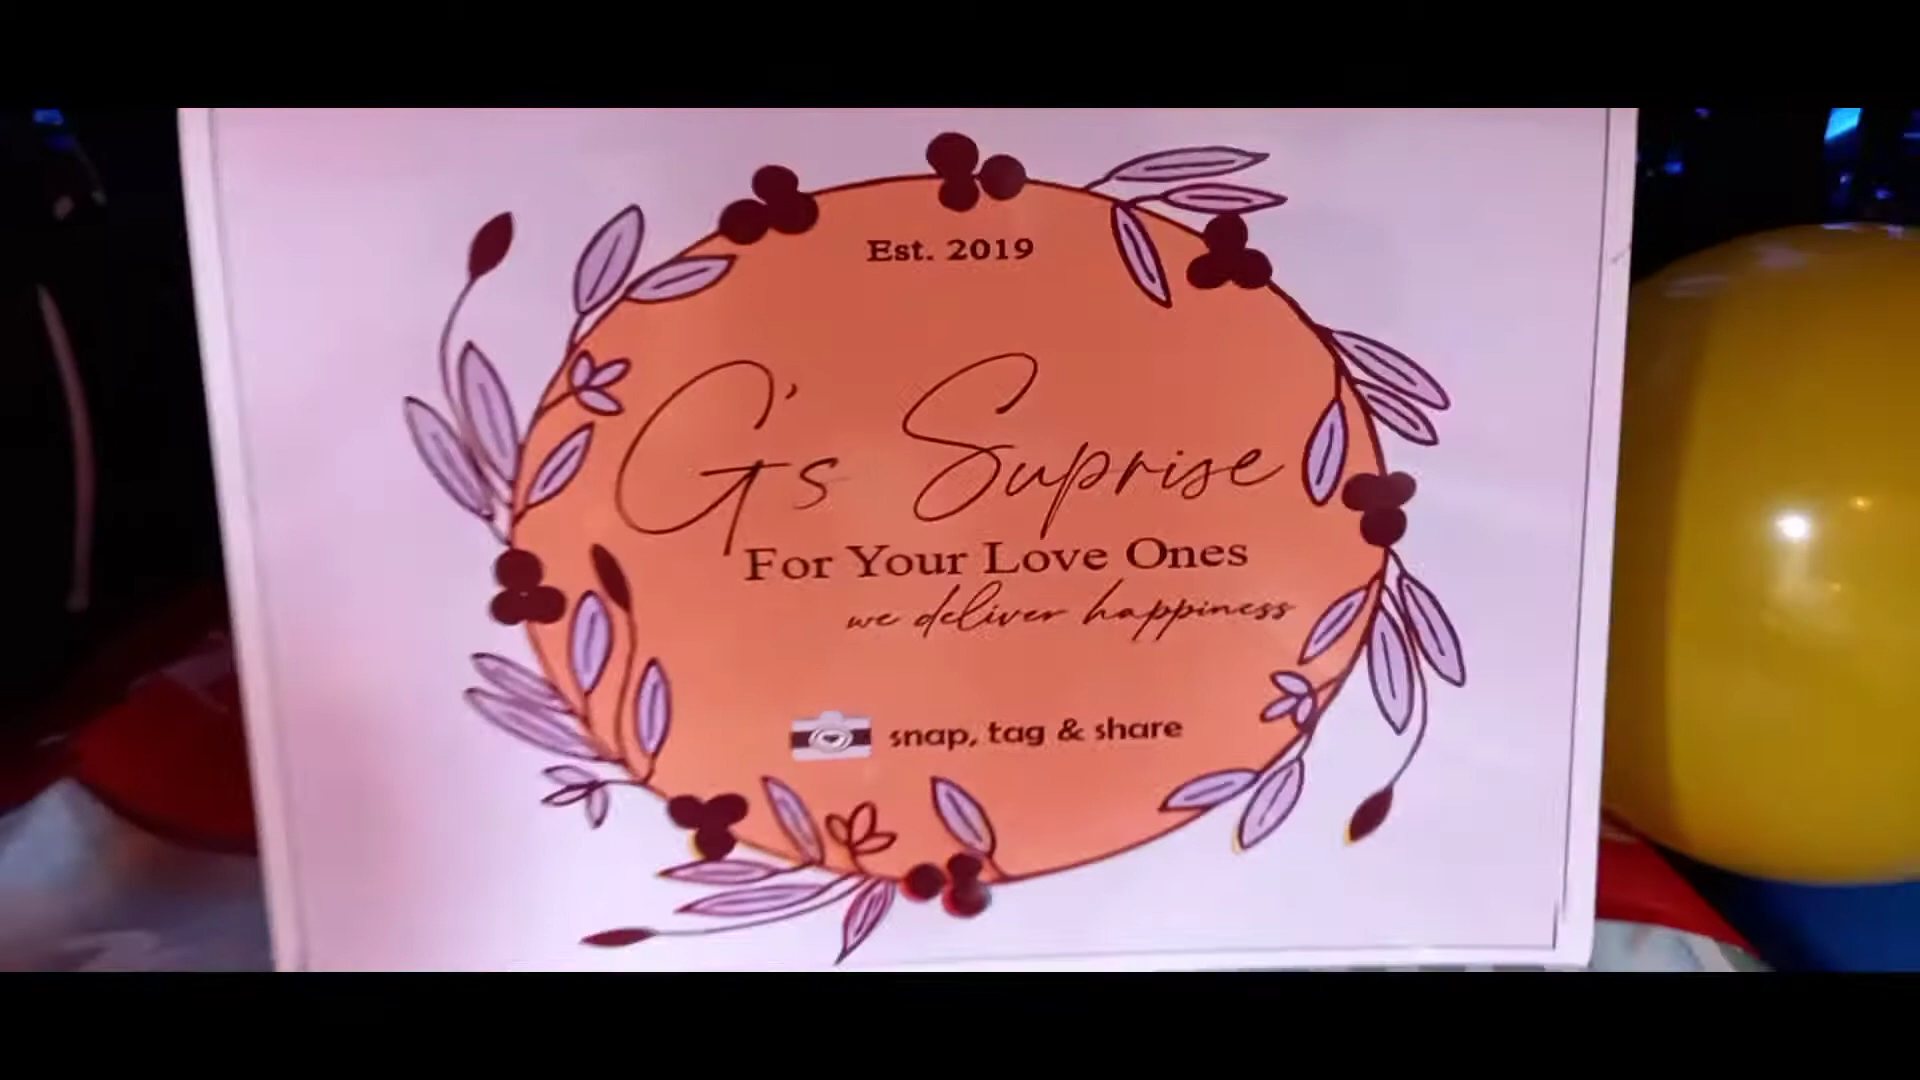 Est. 2019
G's Suprise
For Your Love Ones
we deliver happiness
snap, tag & share